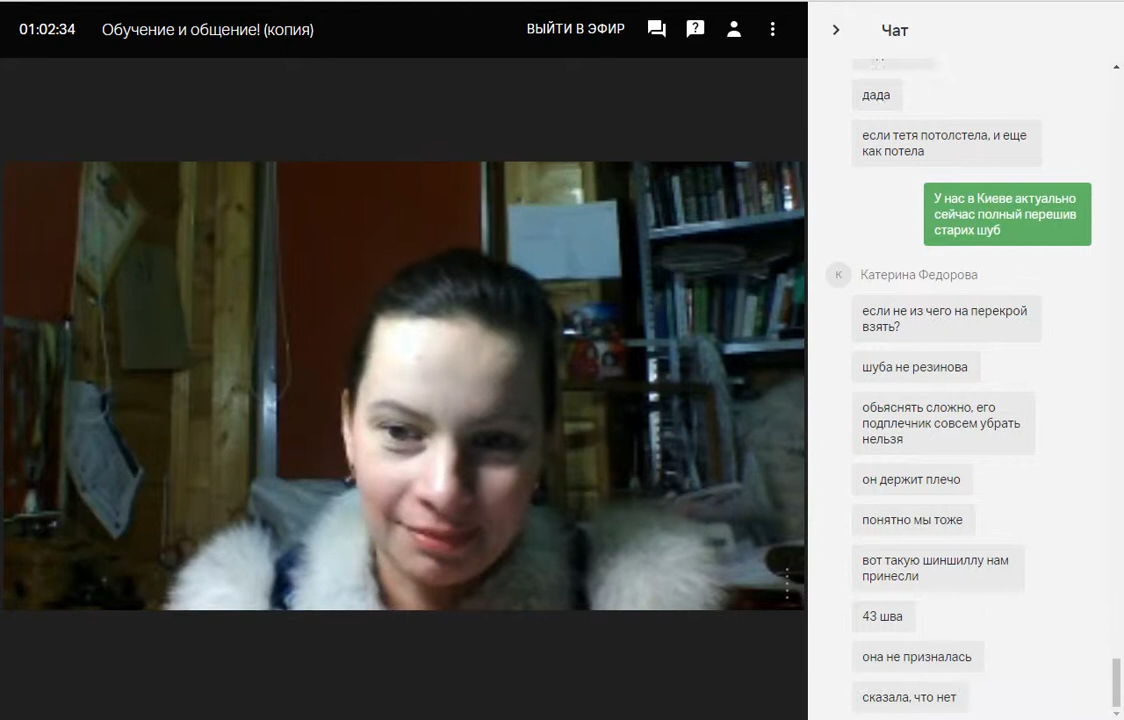 01:02:34
Обучение и общение! (копия)
ВЫЙТИ В ЭФИР
Чат
дада
если тетя потолстела, и еще
как потела
У нас в Киеве актуально
сейчас полный перешив
старих шуб
К
Катерина Федорова
если не из чего на перекрой
взять?
шуба не резинова
обьяснять сложно, его
подплечник совсем убрать
нельзя
он держит плечо
понятно мы тоже
вот такую шиншиллу нам
принесли
43 шва
она не призналась
сказала, что нет